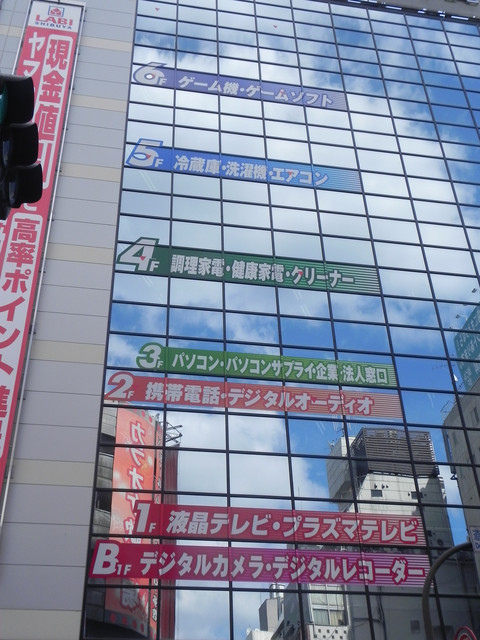 LABI
SHIBUYA
現金値引
高率ポイント
6F ゲーム機・ゲームソフト
5F 冷蔵庫・洗濯機・エアコン
4F 調理家電・健康家電・クリーナー
3F パソコン・パソコンサプライ・企業・法人窓口
2F 携帯電話・デジタルオーディオ
1F 液晶テレビ・プラズマテレビ
B1F デジタルカメラ・デジタルレコーダー